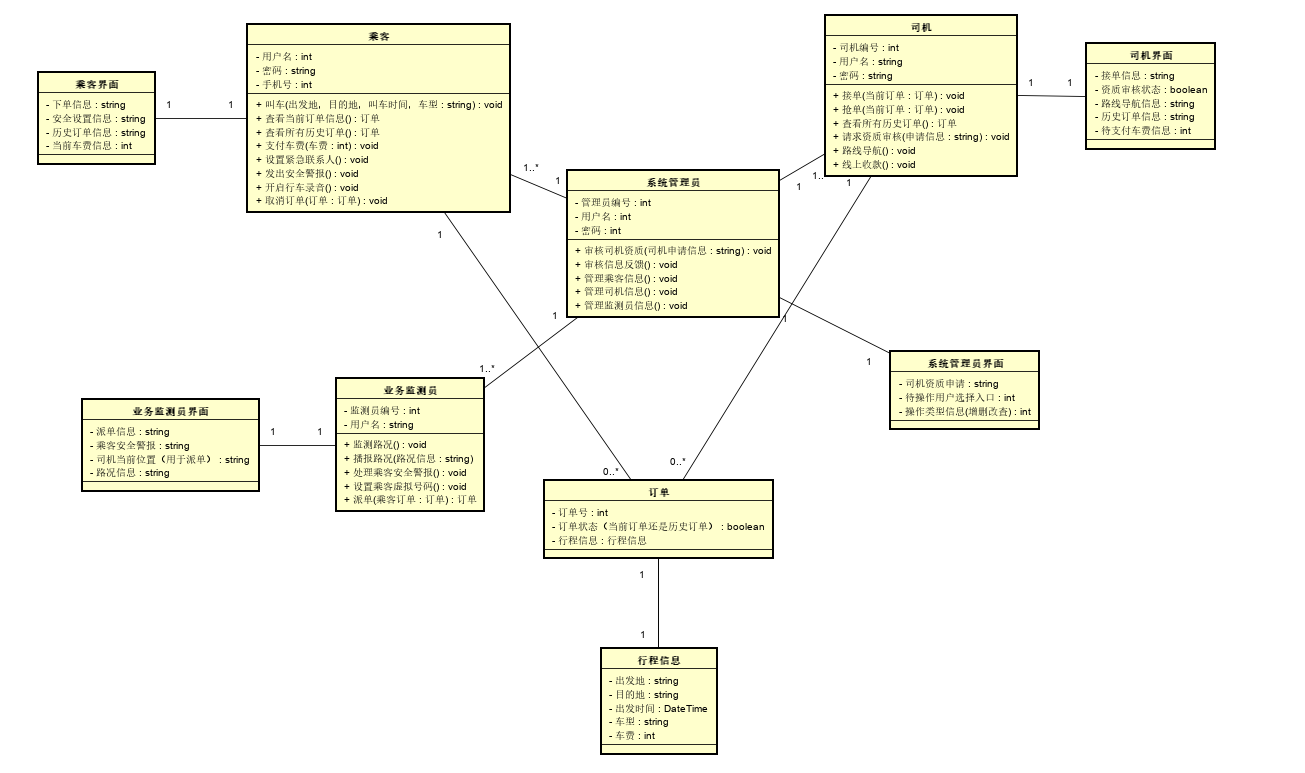 乘客
- 用户名 : int
- 密码 : string
- 手机号 : int
+ 叫车(出发地，目的地，叫车时间，车型 : string) : void
+ 查看当前订单信息() : 订单
+ 查看所有历史订单() : 订单
+ 支付车费(车费 : int) : void
+ 设置紧急联系人() : void
+ 发出安全警报() : void
+ 开启行车录音() : void
+ 取消订单(订单 : 订单) : void
司机
- 司机编号 : int
- 用户名 : string
- 密码 : string
+ 接单(当前订单 : 订单) : void
+ 抢单(当前订单 : 订单) : void
+ 查看所有历史订单() : 订单
+ 请求资质审核(申请信息 : string) : void
+ 路线导航() : void
+ 线上收款() : void
司机界面
- 接单信息 : string
- 资质审核状态 : boolean
- 路线导航信息 : string
- 历史订单信息 : string
- 待支付车费信息 : int
乘客界面
- 下单信息 : string
- 安全设置信息 : string
- 历史订单信息 : string
- 当前车费信息 : int
1
1
1
1
1..*
1
1
1..
1
系统管理员
- 管理员编号 : int
- 用户名 : int
- 密码 : int
+ 审核司机资质(司机申请信息 : string) : void
+ 审核信息反馈() : void
+ 管理乘客信息() : void
+ 管理司机信息() : void
+ 管理监测员信息() : void
1
1
1
1..*
1
系统管理员界面
- 司机资质申请 : string
- 待操作用户选择入口 : int
- 操作类型信息(增删改查) : int
业务监测员
- 监测员编号 : int
- 用户名 : string
+ 监测路况() : void
+ 播报路况(路况信息 : string)
+ 处理乘客安全警报() : void
+ 设置乘客虚拟号码() : void
+ 派单(乘客订单 : 订单) : 订单
业务监测员界面
- 派单信息 : string
- 乘客安全警报 : string
- 司机当前位置（用于派单） : string
- 路况信息 : string
1
1
0..*
0..*
订单
- 订单号 : int
- 订单状态（当前订单还是历史订单） : boolean
- 行程信息 : 行程信息
1
1
行程信息
- 出发地 : string
- 目的地 : string
- 出发时间 : DateTime
- 车型 : string
- 车费 : int